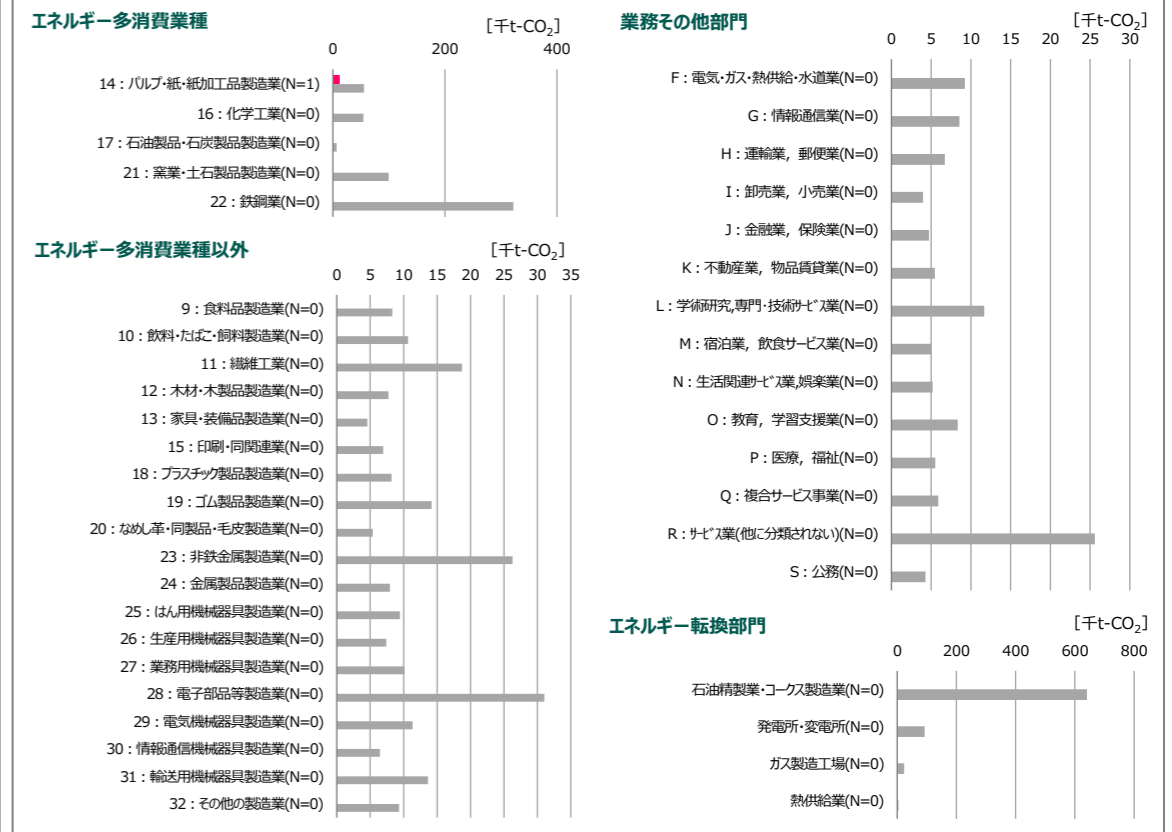 エネルギー多消費業種
[千t-CO₂]
0 200 400
14：パルプ・紙・紙加工品製造業(N=1)
16：化学工業(N=0)
17：石油製品・石炭製品製造業(N=0)
21：窯業・土石製品製造業(N=0)
22：鉄鋼業(N=0)
エネルギー多消費業種以外
[千t-CO₂]
0 5 10 15 20 25 30 35
9：食料品製造業(N=0)
10：飲料・たばこ・飼料製造業(N=0)
11：繊維工業(N=0)
12：木材・木製品製造業(N=0)
13：家具・装備品製造業(N=0)
15：印刷・同関連業(N=0)
18：プラスチック製品製造業(N=0)
19：ゴム製品製造業(N=0)
20：なめし革・同製品・毛皮製造業(N=0)
23：非鉄金属製造業(N=0)
24：金属製品製造業(N=0)
25：はん用機械器具製造業(N=0)
26：生産用機械器具製造業(N=0)
27：業務用機械器具製造業(N=0)
28：電子部品等製造業(N=0)
29：電気機械器具製造業(N=0)
30：情報通信機械器具製造業(N=0)
31：輸送用機械器具製造業(N=0)
32：その他の製造業(N=0)
業務その他部門
[千t-CO₂]
0 5 10 15 20 25 30
F：電気・ガス・熱供給・水道業(N=0)
G：情報通信業(N=0)
H：運輸業，郵便業(N=0)
I：卸売業，小売業(N=0)
J：金融業，保険業(N=0)
K：不動産業，物品賃貸業(N=0)
L：学術研究,専門・技術ｻｰﾋﾞｽ業(N=0)
M：宿泊業，飲食サービス業(N=0)
N：生活関連ｻｰﾋﾞｽ業,娯楽業(N=0)
O：教育，学習支援業(N=0)
P：医療，福祉(N=0)
Q：複合サービス事業(N=0)
R：ｻｰﾋﾞｽ業(他に分類されない)(N=0)
S：公務(N=0)
エネルギー転換部門
[千t-CO₂]
0 200 400 600 800
石油精製業・コークス製造業(N=0)
発電所・変電所(N=0)
ガス製造工場(N=0)
熱供給業(N=0)